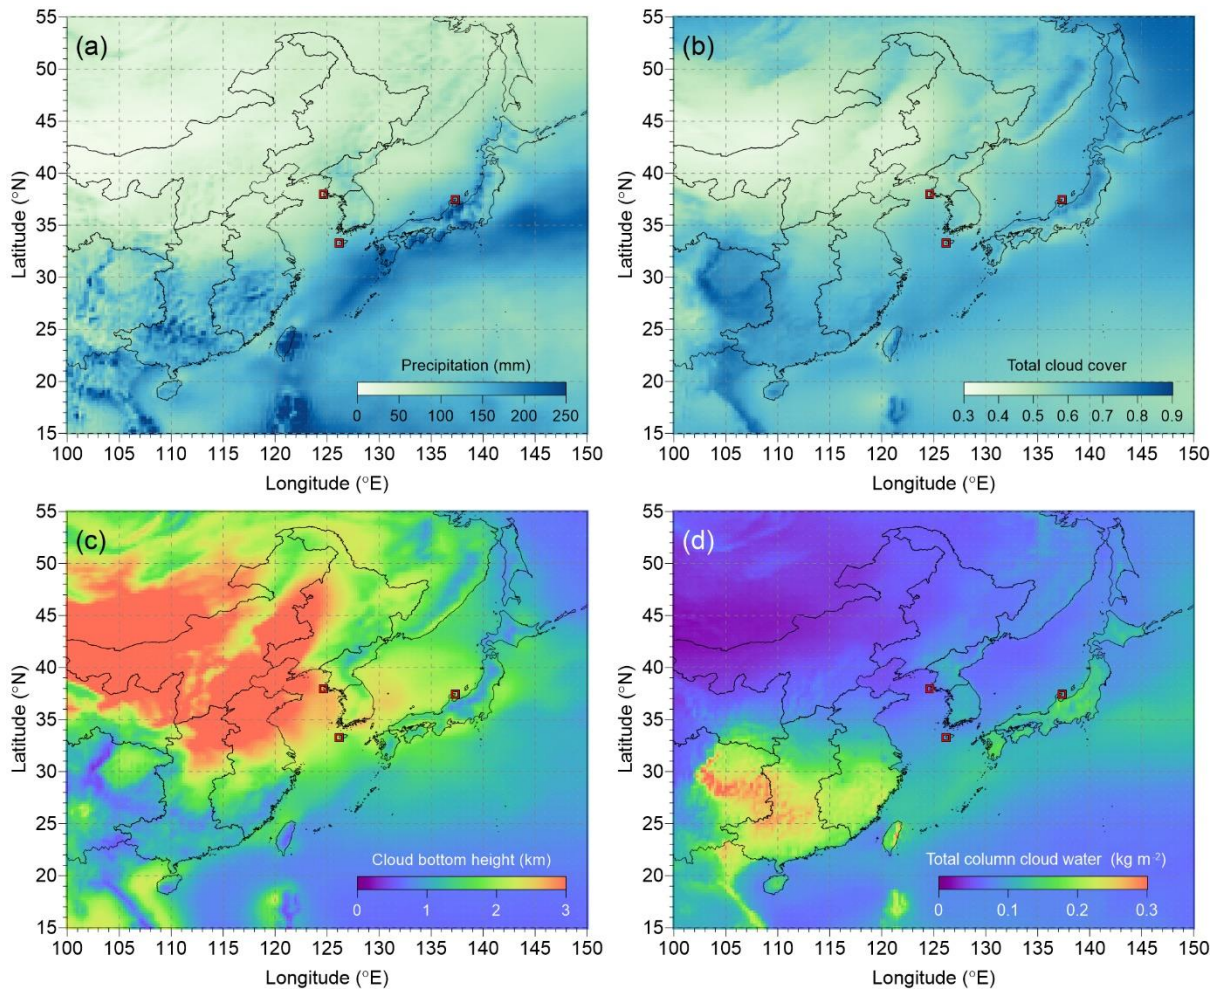 (a)
55
50
45
40
35
30
25
20
15
Latitude (°N)
Precipitation (mm)
0 50 100 150 200 250
100 105 110 115 120 125 130 135 140 145 150
Longitude (°E)
(b)
55
50
45
40
35
30
25
20
15
Latitude (°N)
Total cloud cover
0.3 0.4 0.5 0.6 0.7 0.8 0.9
100 105 110 115 120 125 130 135 140 145 150
Longitude (°E)
(c)
55
50
45
40
35
30
25
20
15
Latitude (°N)
Cloud bottom height (km)
0 1 2 3
100 105 110 115 120 125 130 135 140 145 150
Longitude (°E)
(d)
55
50
45
40
35
30
25
20
15
Latitude (°N)
Total column cloud water (kg m⁻²)
0 0.1 0.2 0.3
100 105 110 115 120 125 130 135 140 145 150
Longitude (°E)